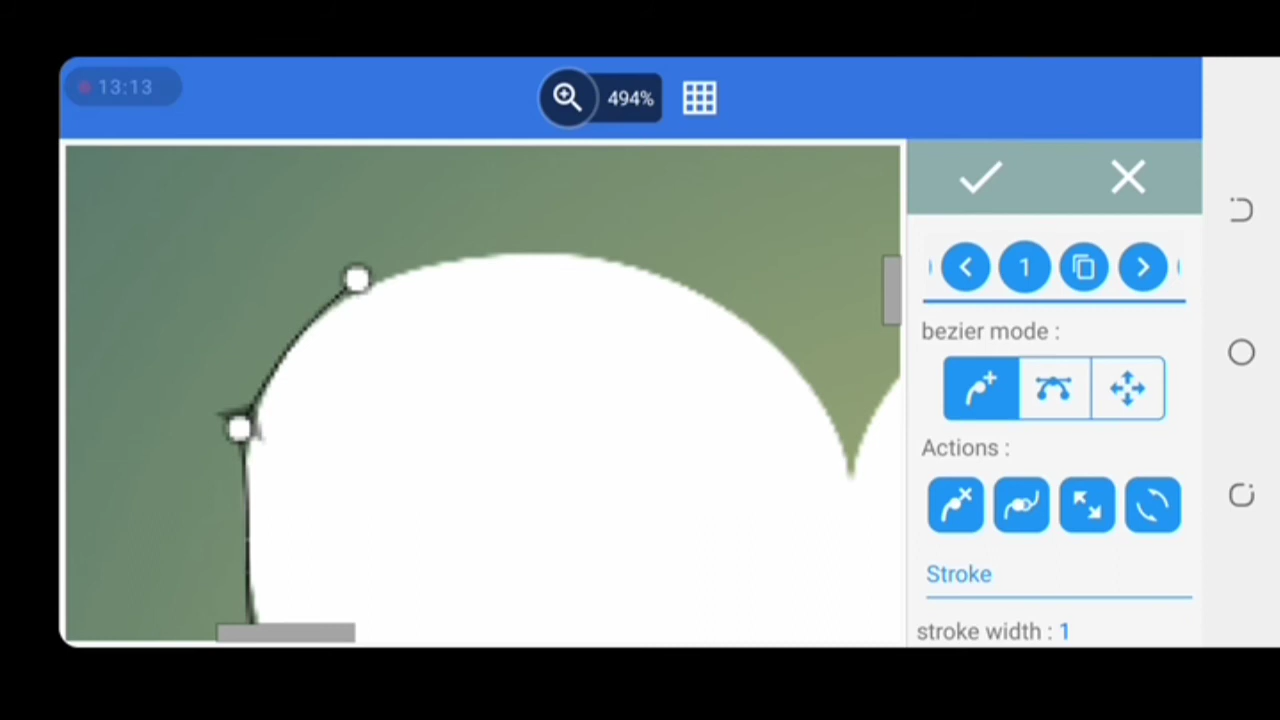 13:13
494%
1
bezier mode :
Actions :
Stroke
stroke width : 1